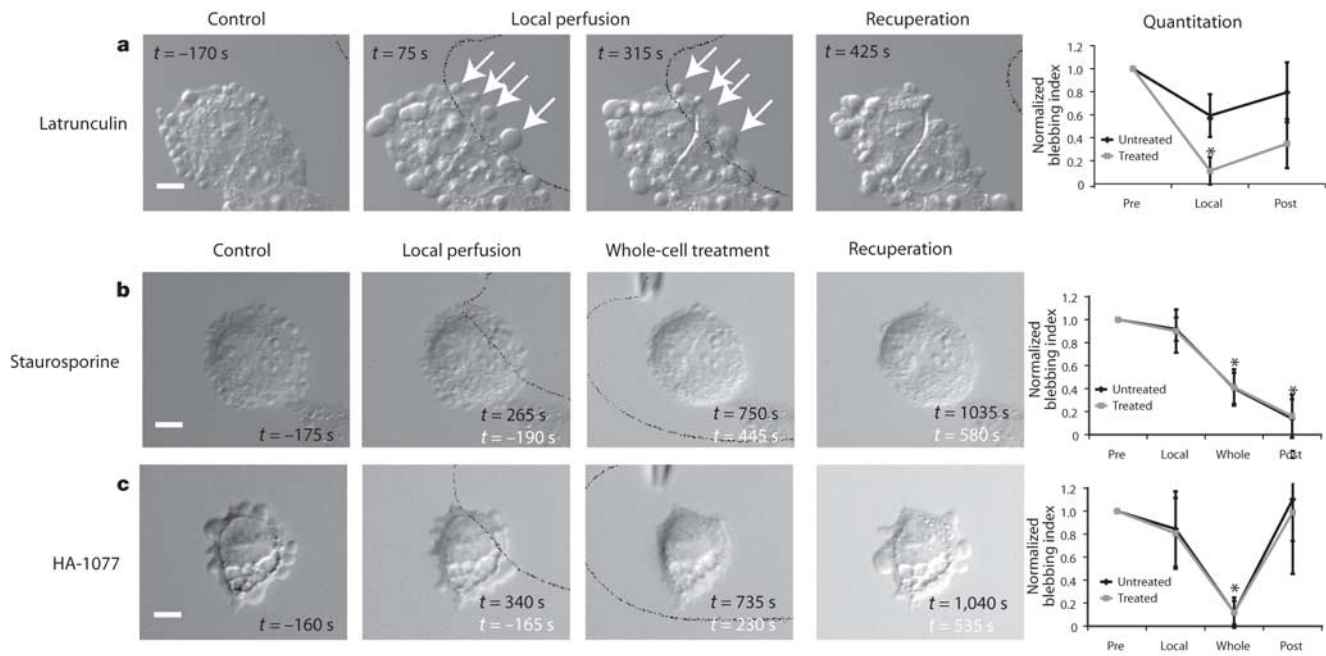 Control Local perfusion Recuperation Quantitation
a
t = –170 s
t = 75 s
t = 315 s
t = 425 s
Latrunculin
Normalized
blebbing index
1.2
1.0
0.8
0.6
0.4
0.2
0
Untreated
Treated
*
Pre Local Post
Control Local perfusion Whole-cell treatment Recuperation
b
Staurosporine
t = –175 s
t = 265 s
t = –190 s
t = 750 s
t = 445 s
t = 1035 s
t = 580 s
Normalized
blebbing index
1.2
1.0
0.8
0.6
0.4
0.2
0
Untreated
Treated
* *
Pre Local Whole Post
c
HA-1077
t = –160 s
t = 340 s
t = –165 s
t = 735 s
t = 230 s
t = 1,040 s
t = 535 s
Normalized
blebbing index
1.2
1.0
0.8
0.6
0.4
0.2
0
Untreated
Treated
*
Pre Local Whole Post